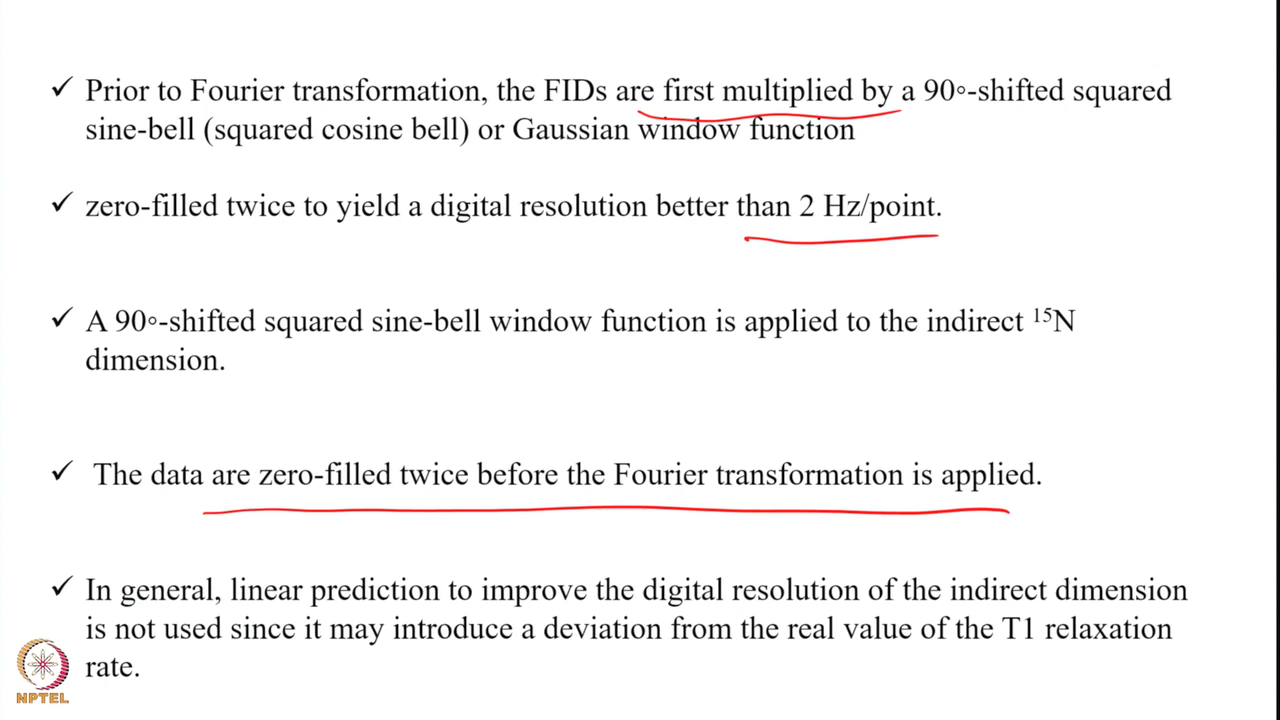 ✓ Prior to Fourier transformation, the FIDs are first multiplied by a 90◦-shifted squared
sine-bell (squared cosine bell) or Gaussian window function
✓ zero-filled twice to yield a digital resolution better than 2 Hz/point.
✓ A 90◦-shifted squared sine-bell window function is applied to the indirect ¹⁵N
dimension.
✓ The data are zero-filled twice before the Fourier transformation is applied.
✓ In general, linear prediction to improve the digital resolution of the indirect dimension
is not used since it may introduce a deviation from the real value of the T1 relaxation
rate.
NPTEL